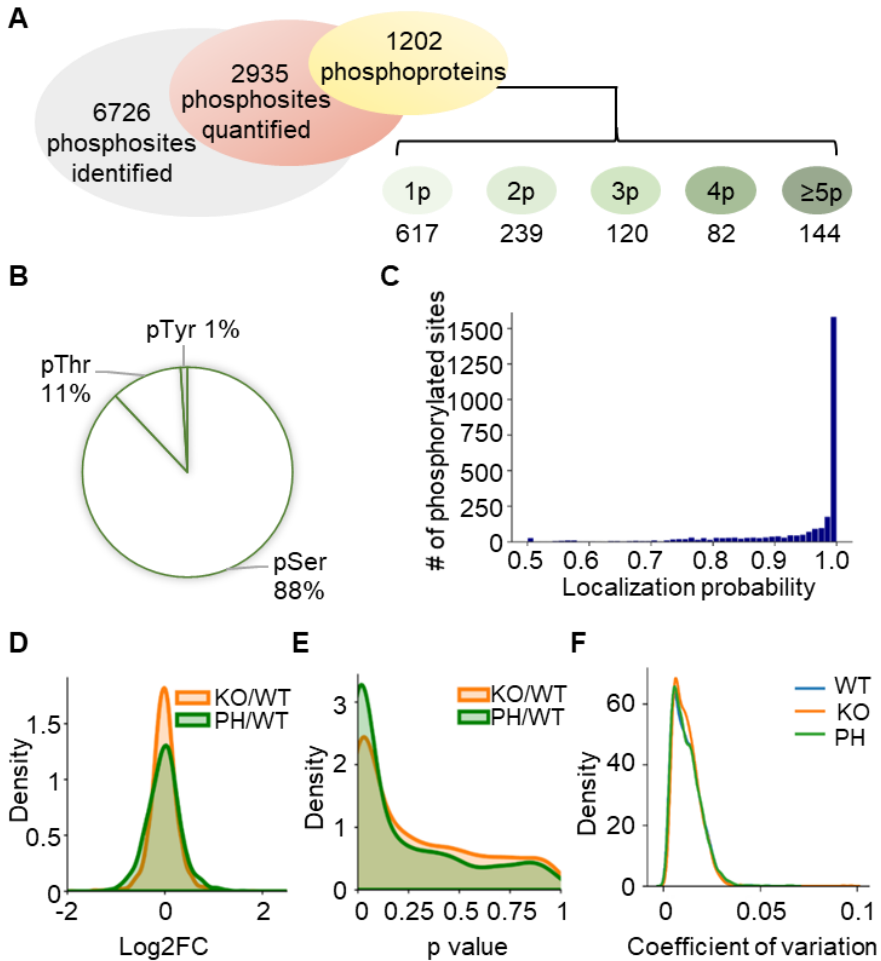 A
6726
phosphosites
identified
2935
phosphosites
quantified
1202
phosphoproteins
1p
2p
3p
4p
≥5p
617
239
120
82
144
B
pTyr 1%
pThr
11%
pSer
88%
C
# of phosphorylated sites
1500
1250
1000
750
500
250
0
0.5
0.6
0.7
0.8
0.9
1.0
Localization probability
D
KO/WT
PH/WT
Density
1.5
1
0.5
0
-2
0
2
Log2FC
E
KO/WT
PH/WT
Density
3
2
1
0
0
0.25
0.5
0.75
1
p value
F
WT
KO
PH
Density
60
40
20
0
0
0.05
0.1
Coefficient of variation